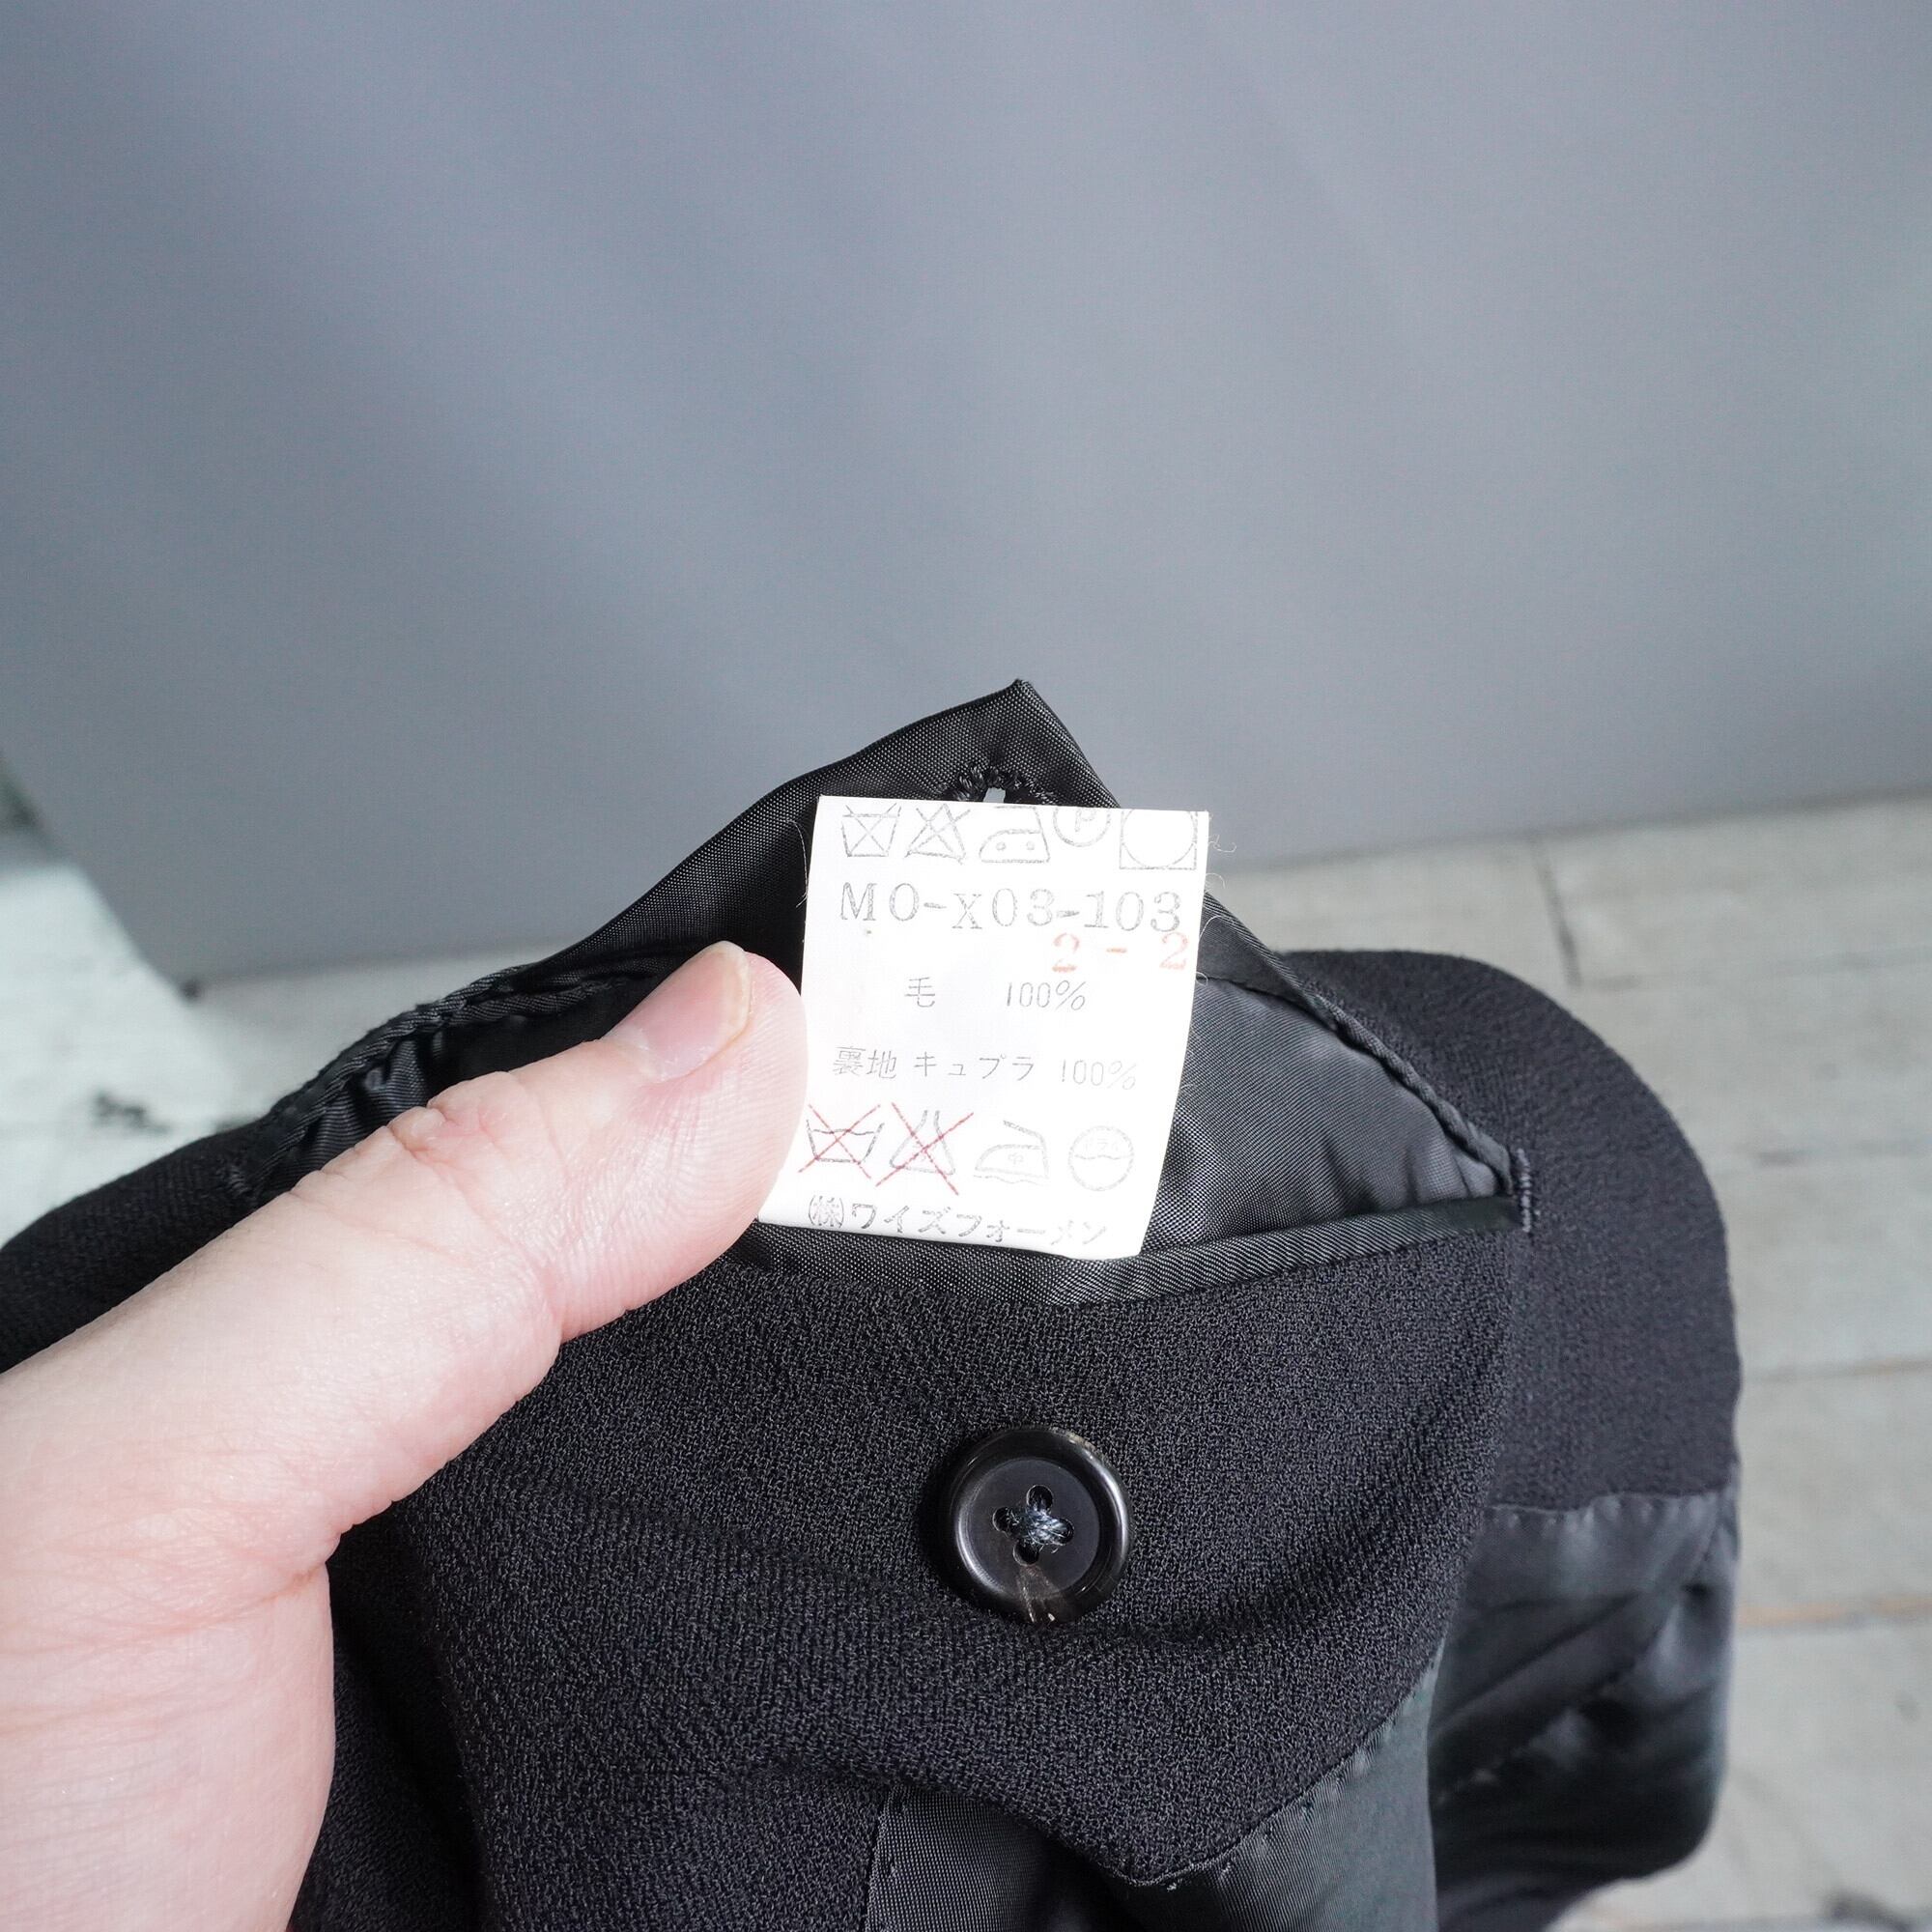 P
MO-X03-103
2-2
毛 100%
裏地 キュプラ 100%
中
(株)ワイズフォーメン